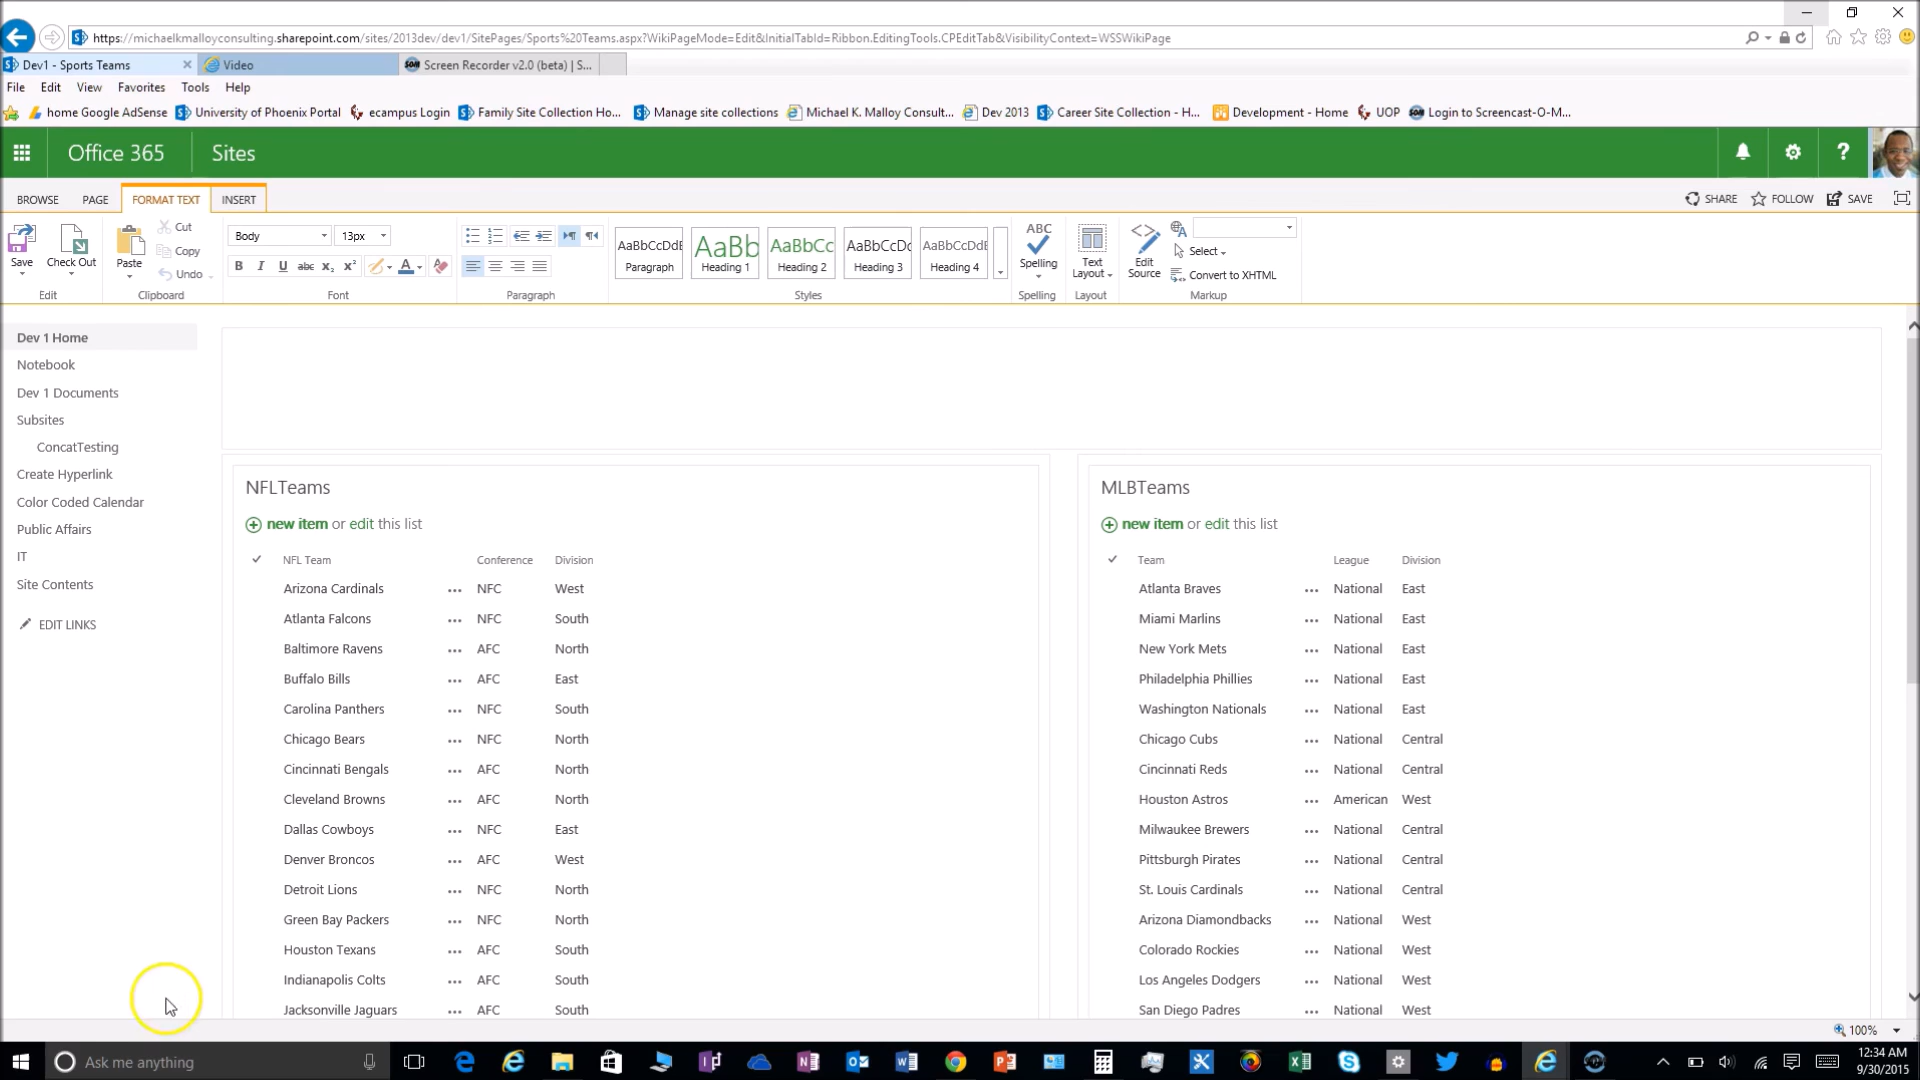 https://michaelkmalloyconsulting.sharepoint.com/sites/2013dev/dev1/SitePages/Sports%20Teams.aspx?WikiPageMode=Edit&InitialTabId=Ribbon.EditingTools.CPEditTab&VisibilityContext=WSSWikiPage
Dev1 - Sports Teams Video Screen Recorder v2.0 (beta) | S...
File Edit View Favorites Tools Help
home Google AdSense University of Phoenix Portal ecampus Login Family Site Collection Ho... Manage site collections Michael K. Malloy Consult... Dev 2013 Career Site Collection - H... Development - Home UOP Login to Screencast-O-M...
Office 365 Sites ?
BROWSE PAGE FORMAT TEXT INSERT SHARE FOLLOW SAVE
Save Check Out Paste Cut Copy Undo
Body 13px
B I U abc x₂ x² A
AaBbCcDdE Paragraph AaBb Heading 1 AaBbCc Heading 2 AaBbCcDc Heading 3 AaBbCcDdE Heading 4
ABC Spelling Text Layout Edit Source Select Convert to XHTML
Edit Clipboard Font Paragraph Styles Spelling Layout Markup
Dev 1 Home
Notebook
Dev 1 Documents
Subsites
ConcatTesting
Create Hyperlink
Color Coded Calendar
Public Affairs
IT
Site Contents
EDIT LINKS
NFLTeams
new item or edit this list
NFL Team Conference Division
Arizona Cardinals ... NFC West
Atlanta Falcons ... NFC South
Baltimore Ravens ... AFC North
Buffalo Bills ... AFC East
Carolina Panthers ... NFC South
Chicago Bears ... NFC North
Cincinnati Bengals ... AFC North
Cleveland Browns ... AFC North
Dallas Cowboys ... NFC East
Denver Broncos ... AFC West
Detroit Lions ... NFC North
Green Bay Packers ... NFC North
Houston Texans ... AFC South
Indianapolis Colts ... AFC South
Jacksonville Jaguars ... AFC South
MLBTeams
new item or edit this list
Team League Division
Atlanta Braves ... National East
Miami Marlins ... National East
New York Mets ... National East
Philadelphia Phillies ... National East
Washington Nationals ... National East
Chicago Cubs ... National Central
Cincinnati Reds ... National Central
Houston Astros ... American West
Milwaukee Brewers ... National Central
Pittsburgh Pirates ... National Central
St. Louis Cardinals ... National Central
Arizona Diamondbacks ... National West
Colorado Rockies ... National West
Los Angeles Dodgers ... National West
San Diego Padres ... National West
100%
Ask me anything
12:34 AM
9/30/2015